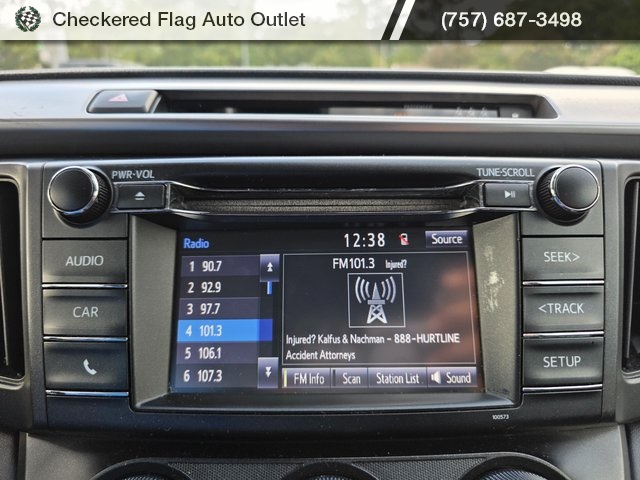 Checkered Flag Auto Outlet
(757) 687-3498
PWR-VOL
TUNE-SCROLL
AUDIO
CAR
SEEK>
<TRACK
SETUP
Radio
12:38
Source
1 90.7
2 92.9
3 97.7
4 101.3
5 106.1
6 107.3
FM101.3 Injured?
Injured? Kalfus & Nachman - 888-HURTLINE
Accident Attorneys
FM Info
Scan
Station List
Sound
100573